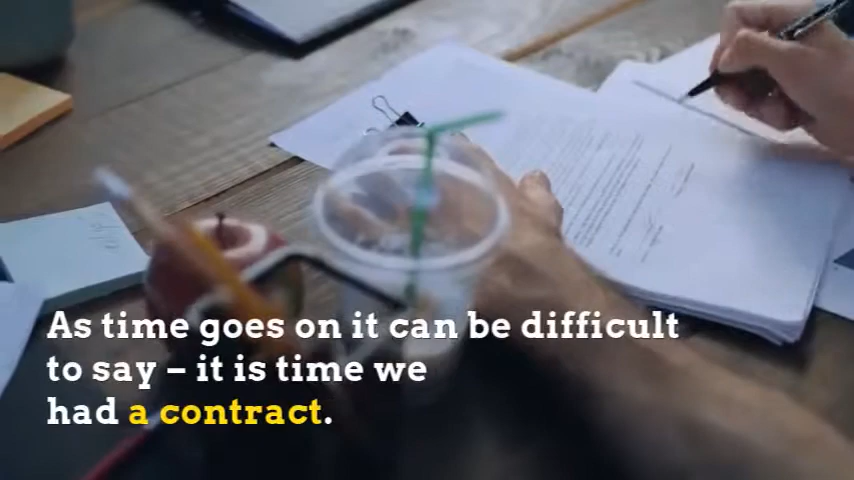 As time goes on it can be difficult
to say – it is time we
had a contract.